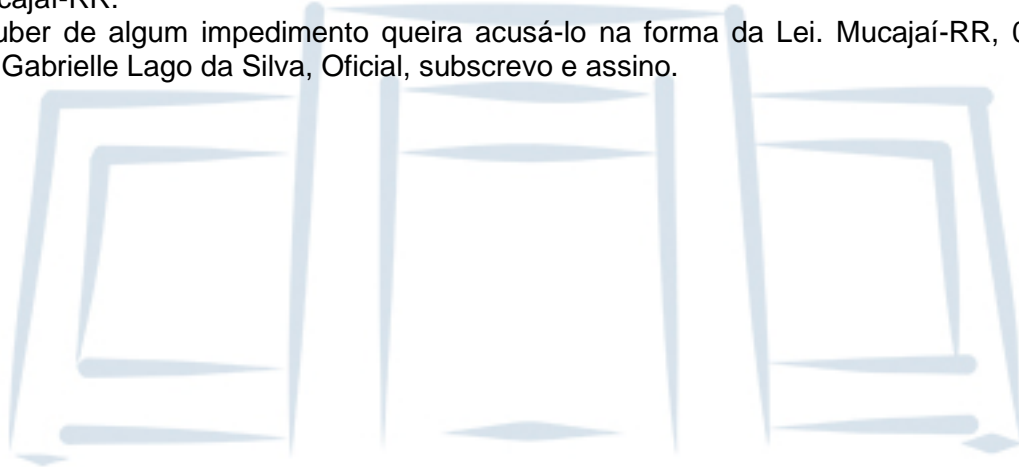 cajaí-RR.
uber de algum impedimento queira acusá-lo na forma da Lei. Mucajaí-RR, 0
Gabrielle Lago da Silva, Oficial, subscrevo e assino.